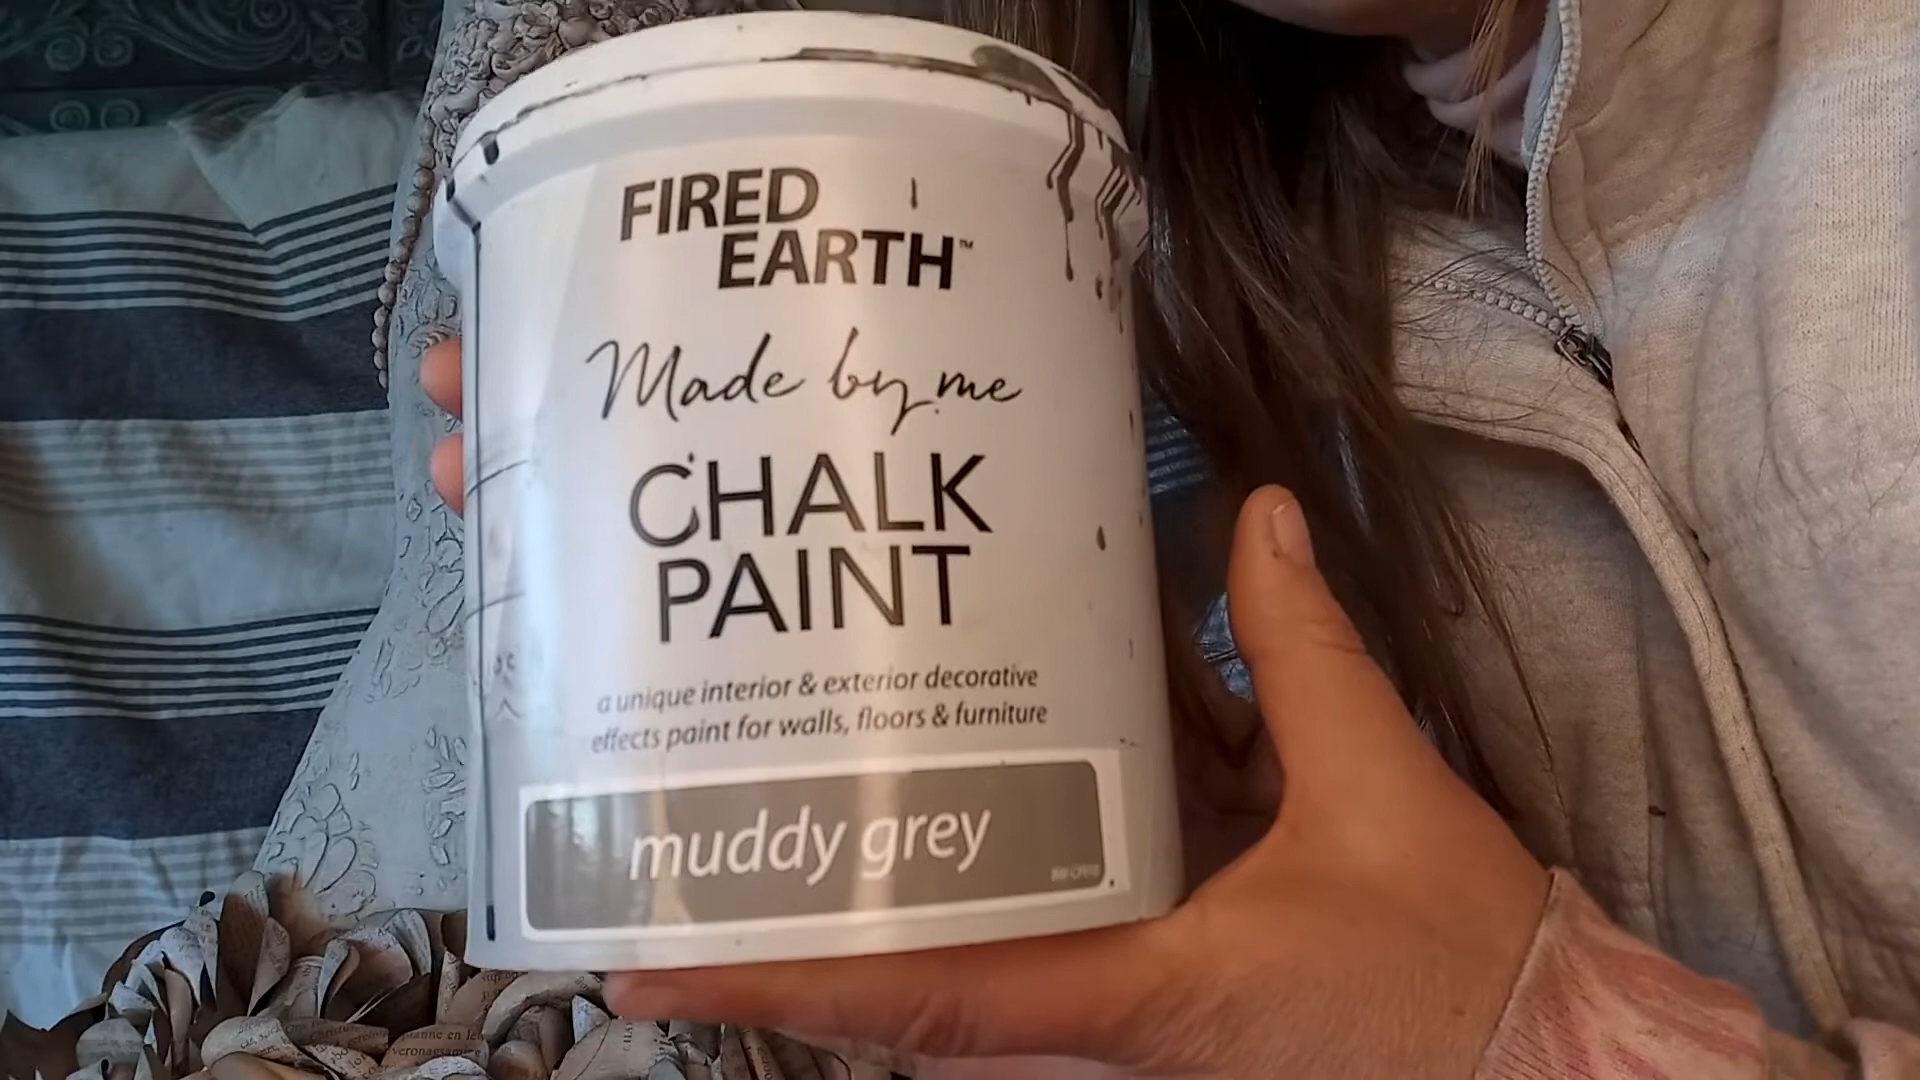 FIRED
EARTH™
Made by me
CHALK
PAINT
a unique interior & exterior decorative
effects paint for walls, floors & furniture
muddy grey